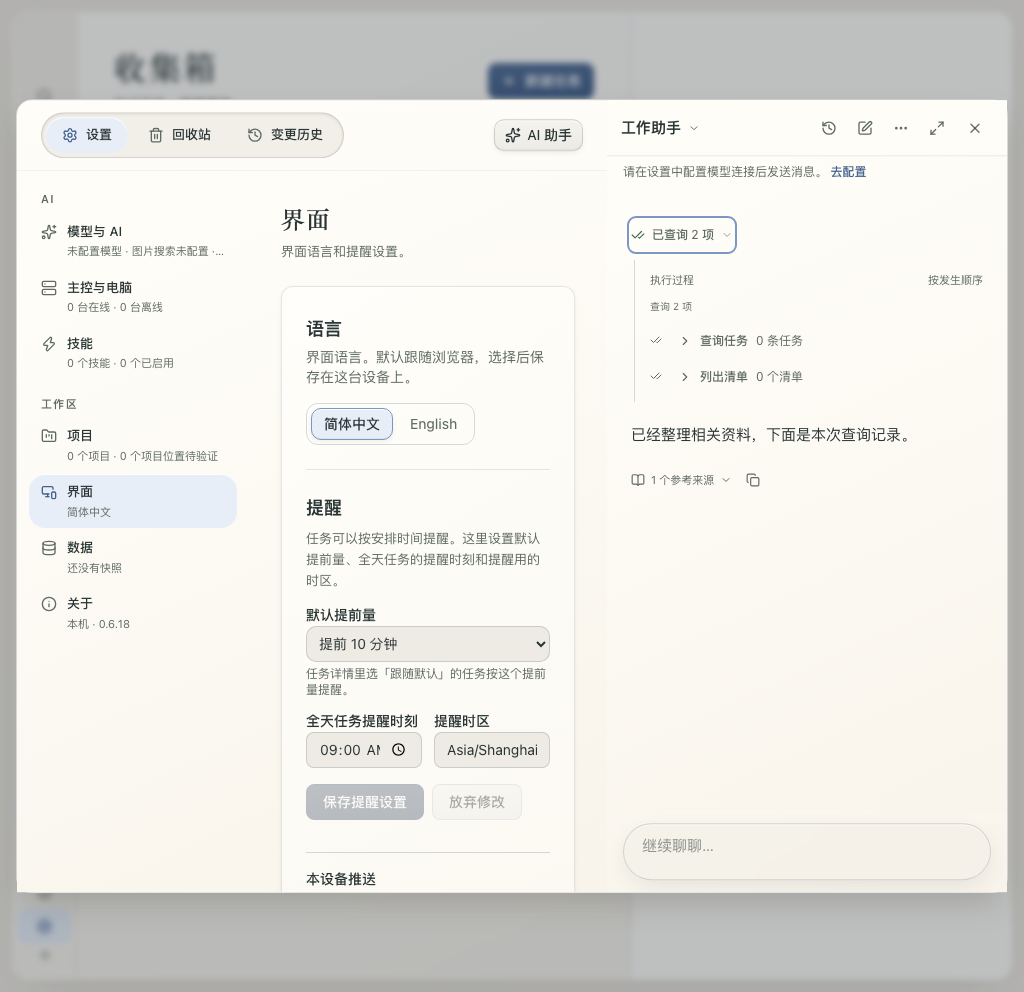 收集箱
新建任务
设置
回收站
变更历史
AI 助手
AI
模型与 AI
未配置模型 · 图片搜索未配置 ·...
主控与电脑
0 台在线 · 0 台离线
技能
0 个技能 · 0 个已启用
工作区
项目
0 个项目 · 0 个项目位置待验证
界面
简体中文
数据
还没有快照
关于
本机 · 0.6.18
界面
界面语言和提醒设置。
语言
界面语言。默认跟随浏览器，选择后保
存在这台设备上。
简体中文
English
提醒
任务可以按安排时间提醒。这里设置默认
提前量、全天任务的提醒时刻和提醒用的
时区。
默认提前量
提前 10 分钟
任务详情里选「跟随默认」的任务按这个提前
量提醒。
全天任务提醒时刻
提醒时区
09:00 AM
Asia/Shanghai
保存提醒设置
放弃修改
本设备推送
工作助手
请在设置中配置模型连接后发送消息。 去配置
已查询 2 项
执行过程
按发生顺序
查询 2 项
查询任务 0 条任务
列出清单 0 个清单
已经整理相关资料，下面是本次查询记录。
1 个参考来源
继续聊聊...